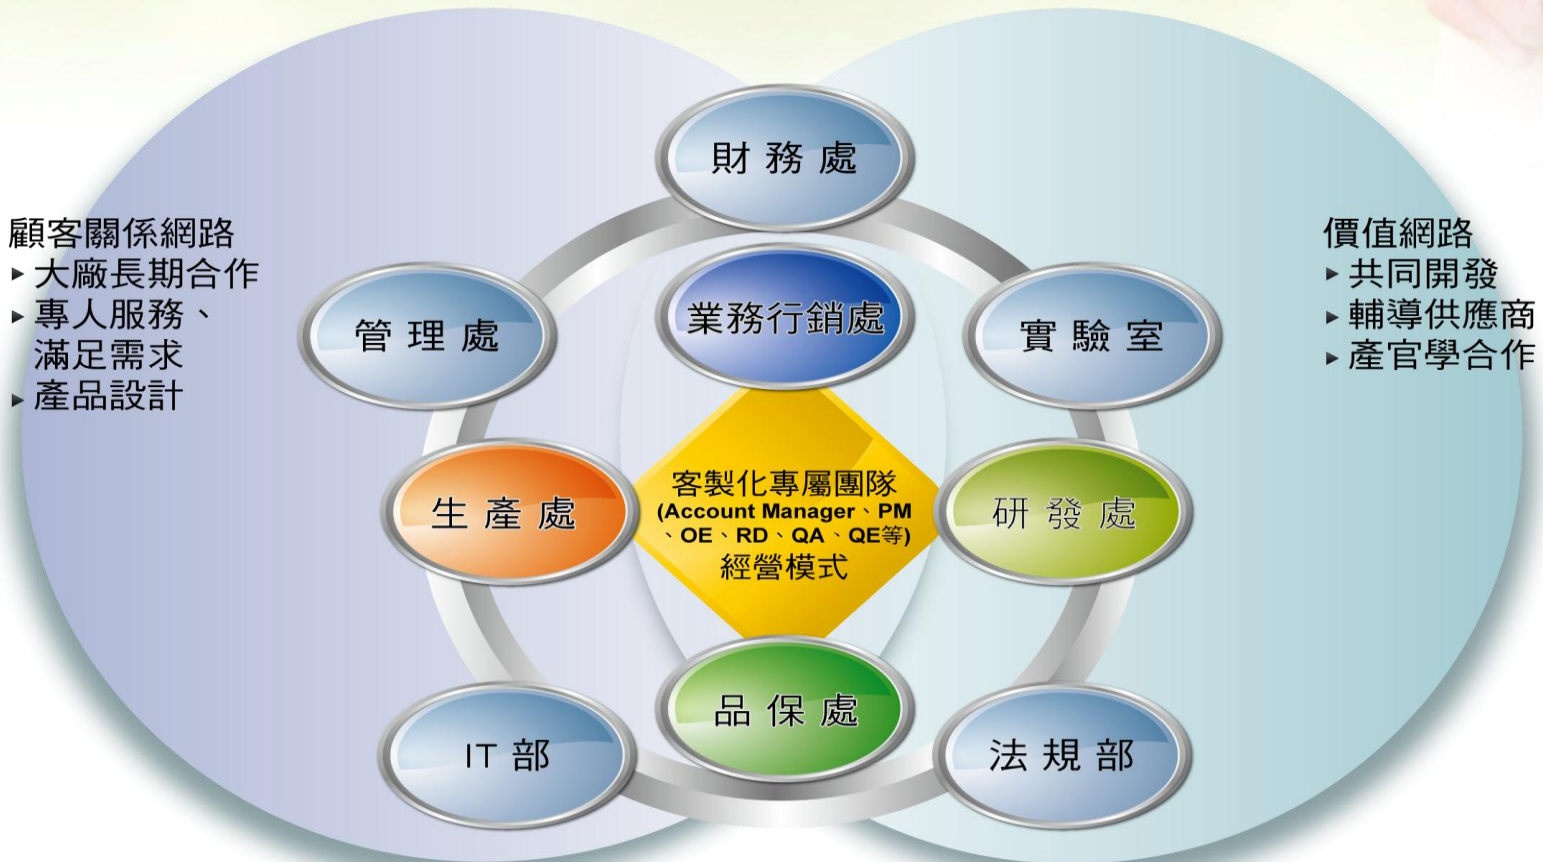 財務處
顧客關係網路
▸大廠長期合作
▸專人服務、
滿足需求
▸產品設計
價值網路
▸共同開發
▸輔導供應商
▸產官學合作
管理處
業務行銷處
實驗室
生產處
客製化專屬團隊
(Account Manager、PM
、OE、RD、QA、QE等)
經營模式
研發處
IT部
品保處
法規部